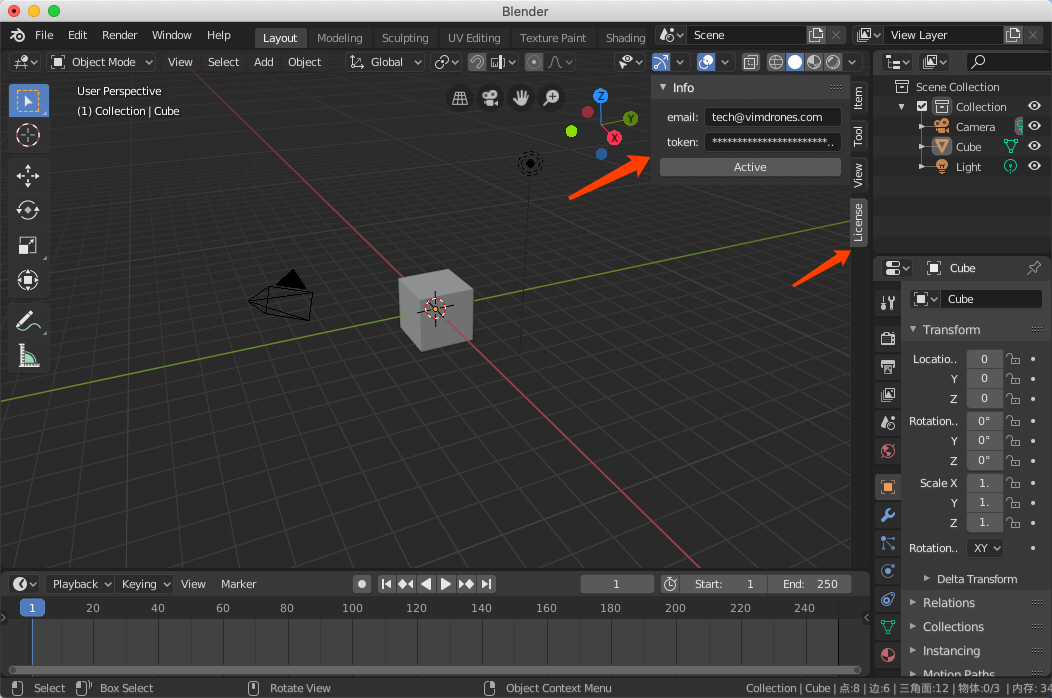 Blender
File Edit Render Window Help Layout Modeling Sculpting UV Editing Texture Paint Shading Scene View Layer
Object Mode View Select Add Object Global
User Perspective
(1) Collection | Cube
Z
Y
X
Info
email: tech@vimdrones.com
token: ***********************..
Active
Item
Tool
View
License
Scene Collection
Collection
Camera
Cube
Light
Cube
Cube
Transform
Locatio.. 0
Y 0
Z 0
Rotation.. 0°
Y 0°
Z 0°
Scale X 1.
Y 1.
Z 1.
Rotation.. XY
Delta Transform
Relations
Collections
Instancing
Motion Paths
Playback Keying View Marker 1 Start: 1 End: 250
1 20 40 60 80 100 120 140 160 180 200 220 240
Select Box Select Rotate View Object Context Menu Collection | Cube | 点:8 | 边:6 | 三角面:12 | 物体:0/3 | 内存: 34